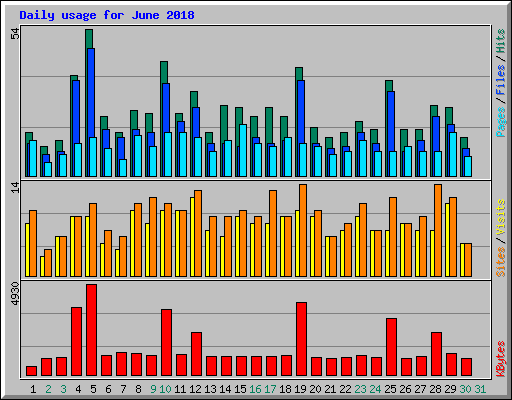 Daily usage for June 2018
54
Pages / Files / Hits
14
Sites / Visits
4930
KBytes
1 2 3 4 5 6 7 8 9 10 11 12 13 14 15 16 17 18 19 20 21 22 23 24 25 26 27 28 29 30 31